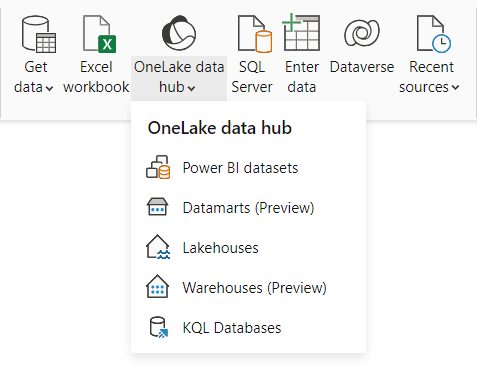 Get data
Excel workbook
OneLake data hub
SQL Server
Enter data
Dataverse
Recent sources
OneLake data hub
Power BI datasets
Datamarts (Preview)
Lakehouses
Warehouses (Preview)
KQL Databases